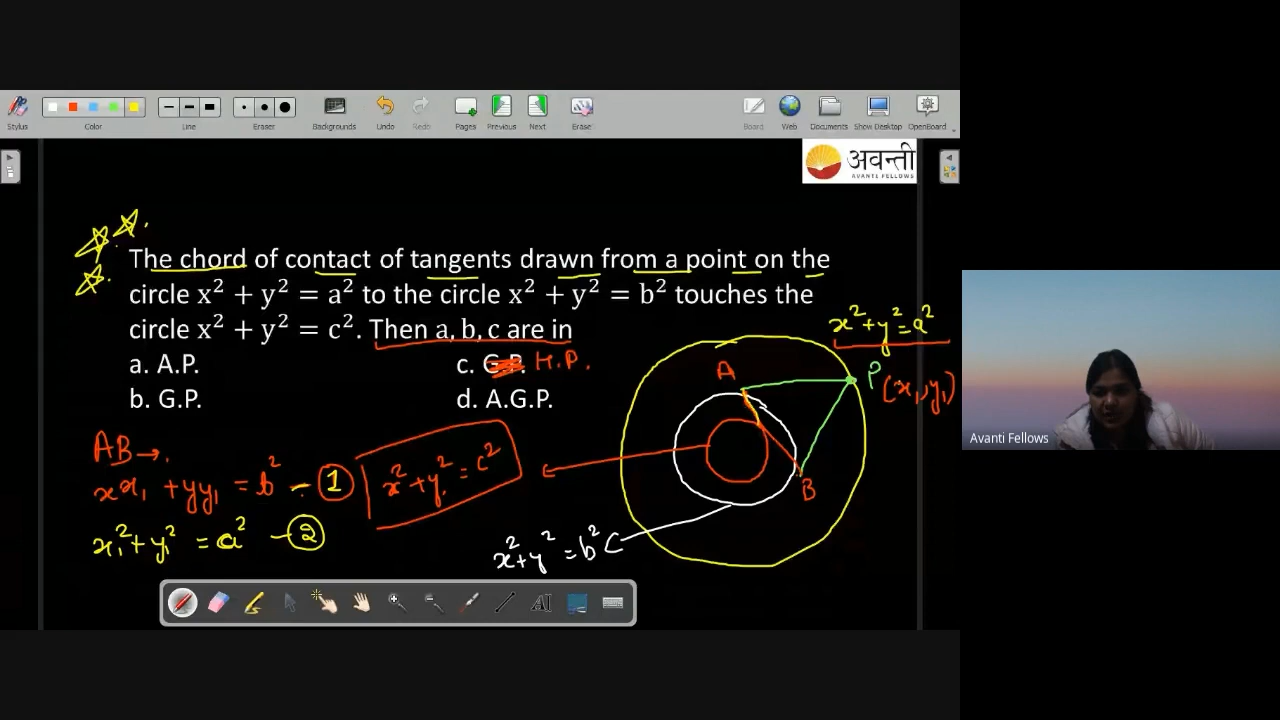 Stylus
Color
Line
Eraser
Backgrounds
Undo
Redo
Pages
Previous
Next
Erase
Board
Web
Documents
Show Desktop
OpenBoard
अवन्ती
AVANTI FELLOWS
The chord of contact of tangents drawn from a point on the
circle x² + y² = a² to the circle x² + y² = b² touches the
circle x² + y² = c². Then a, b, c are in
a. A.P.
c. G.P. H.P.
b. G.P.
d. A.G.P.
x²+y²=a²
A
P
(x₁,y₁)
B
AB→.
xx₁ + yy₁ = b² – ①
x²+y² = c²
x₁²+y₁² = a² – ②
x²+y² = b²
AI
Avanti Fellows